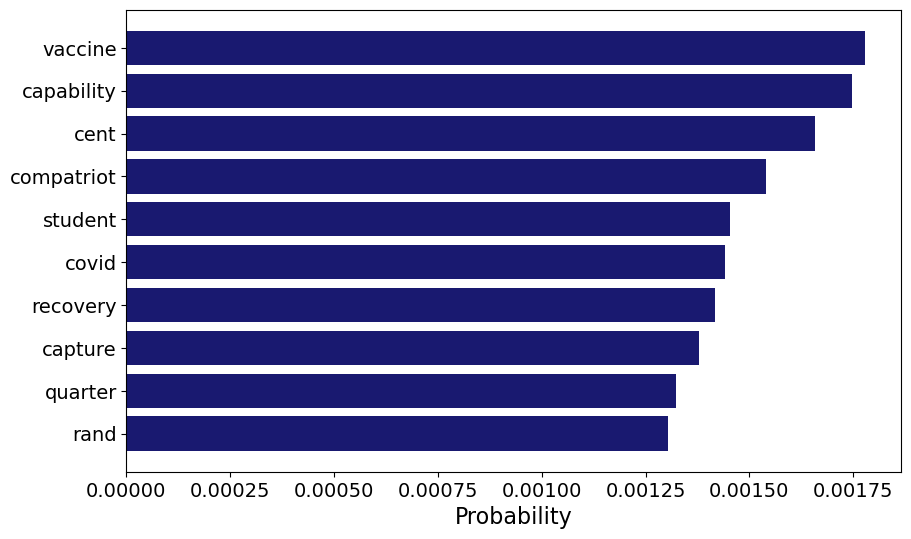 vaccine
capability
cent
compatriot
student
covid
recovery
capture
quarter
rand
0.00000 0.00025 0.00050 0.00075 0.00100 0.00125 0.00150 0.00175
Probability